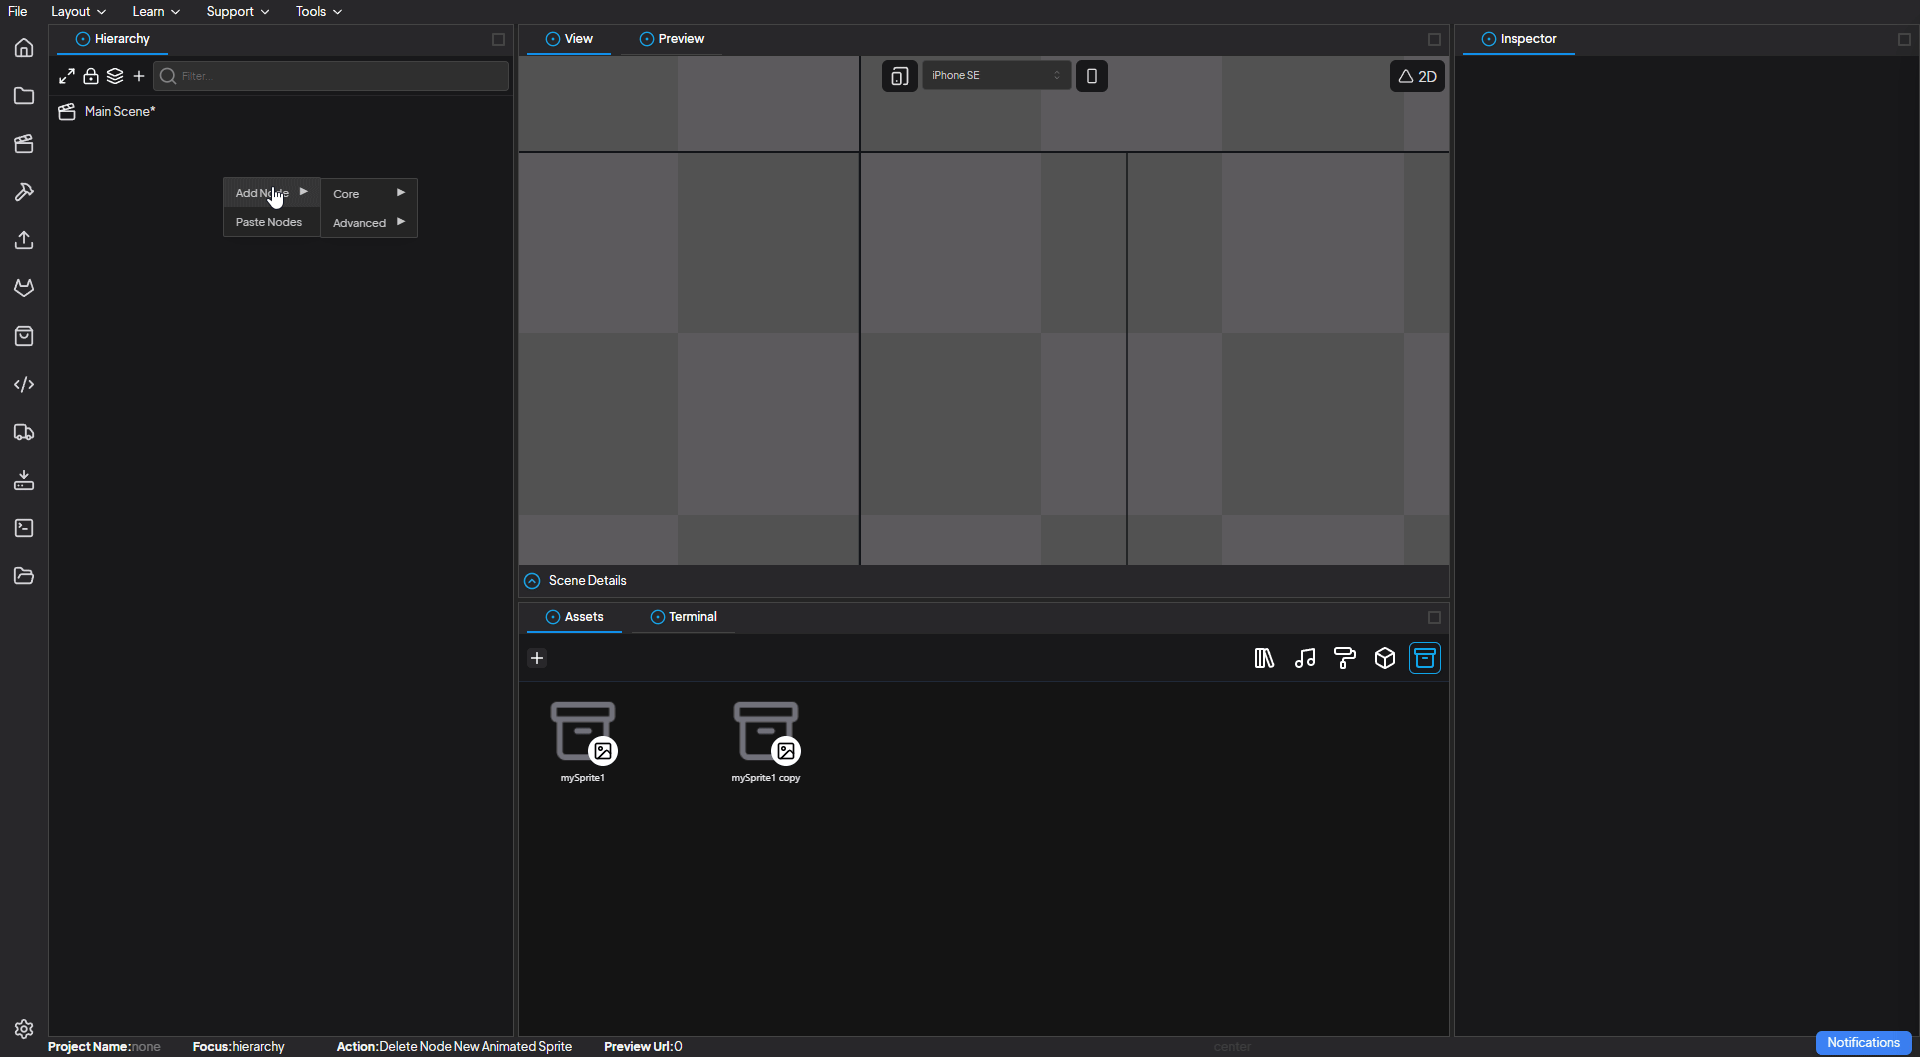 File Layout Learn Support Tools
Hierarchy
Filter...
Main Scene*
Add Node
Paste Nodes
Core
Advanced
View Preview
iPhone SE
2D
Scene Details
Assets Terminal
mySprite1
mySprite1 copy
Inspector
Project Name:none Focus:hierarchy Action:Delete Node New Animated Sprite Preview Url:0 center
Notifications